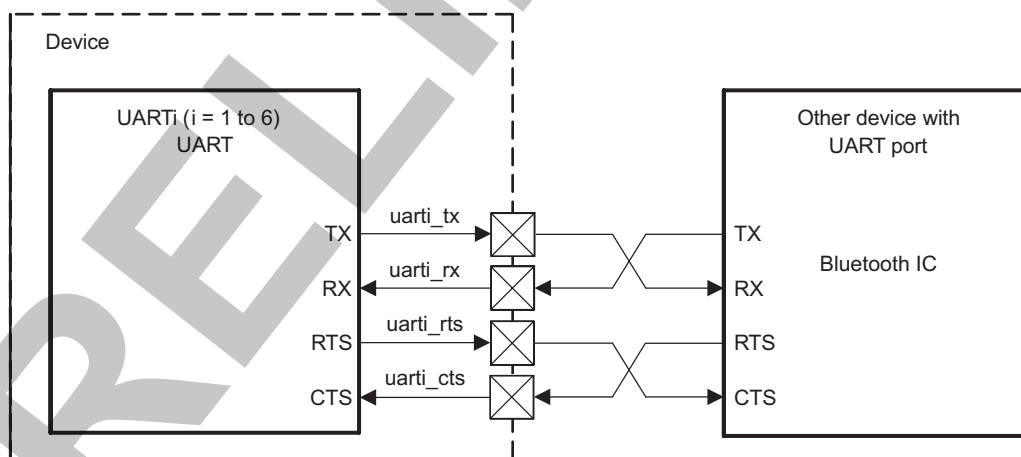 Device
UARTi (i = 1 to 6)
UART
Other device with
UART port
Bluetooth IC
TX
uarti_tx
TX
RX
uarti_rx
RX
RTS
uarti_rts
RTS
CTS
uarti_cts
CTS
RELI